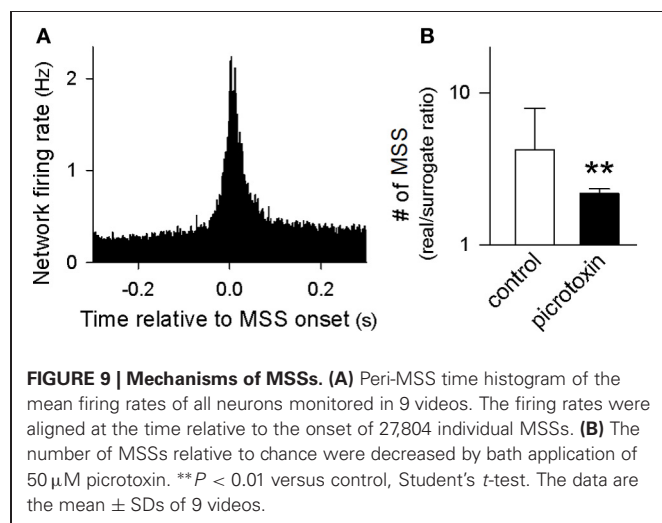 A
B
Network firing rate (Hz)
2
1
0
-0.2
0.0
0.2
Time relative to MSS onset (s)
# of MSS
(real/surrogate ratio)
10
1
**
control
picrotoxin
FIGURE 9 | Mechanisms of MSSs. (A) Peri-MSS time histogram of the
mean firing rates of all neurons monitored in 9 videos. The firing rates were
aligned at the time relative to the onset of 27,804 individual MSSs. (B) The
number of MSSs relative to chance were decreased by bath application of
50 μM picrotoxin. **P < 0.01 versus control, Student's t-test. The data are
the mean ± SDs of 9 videos.